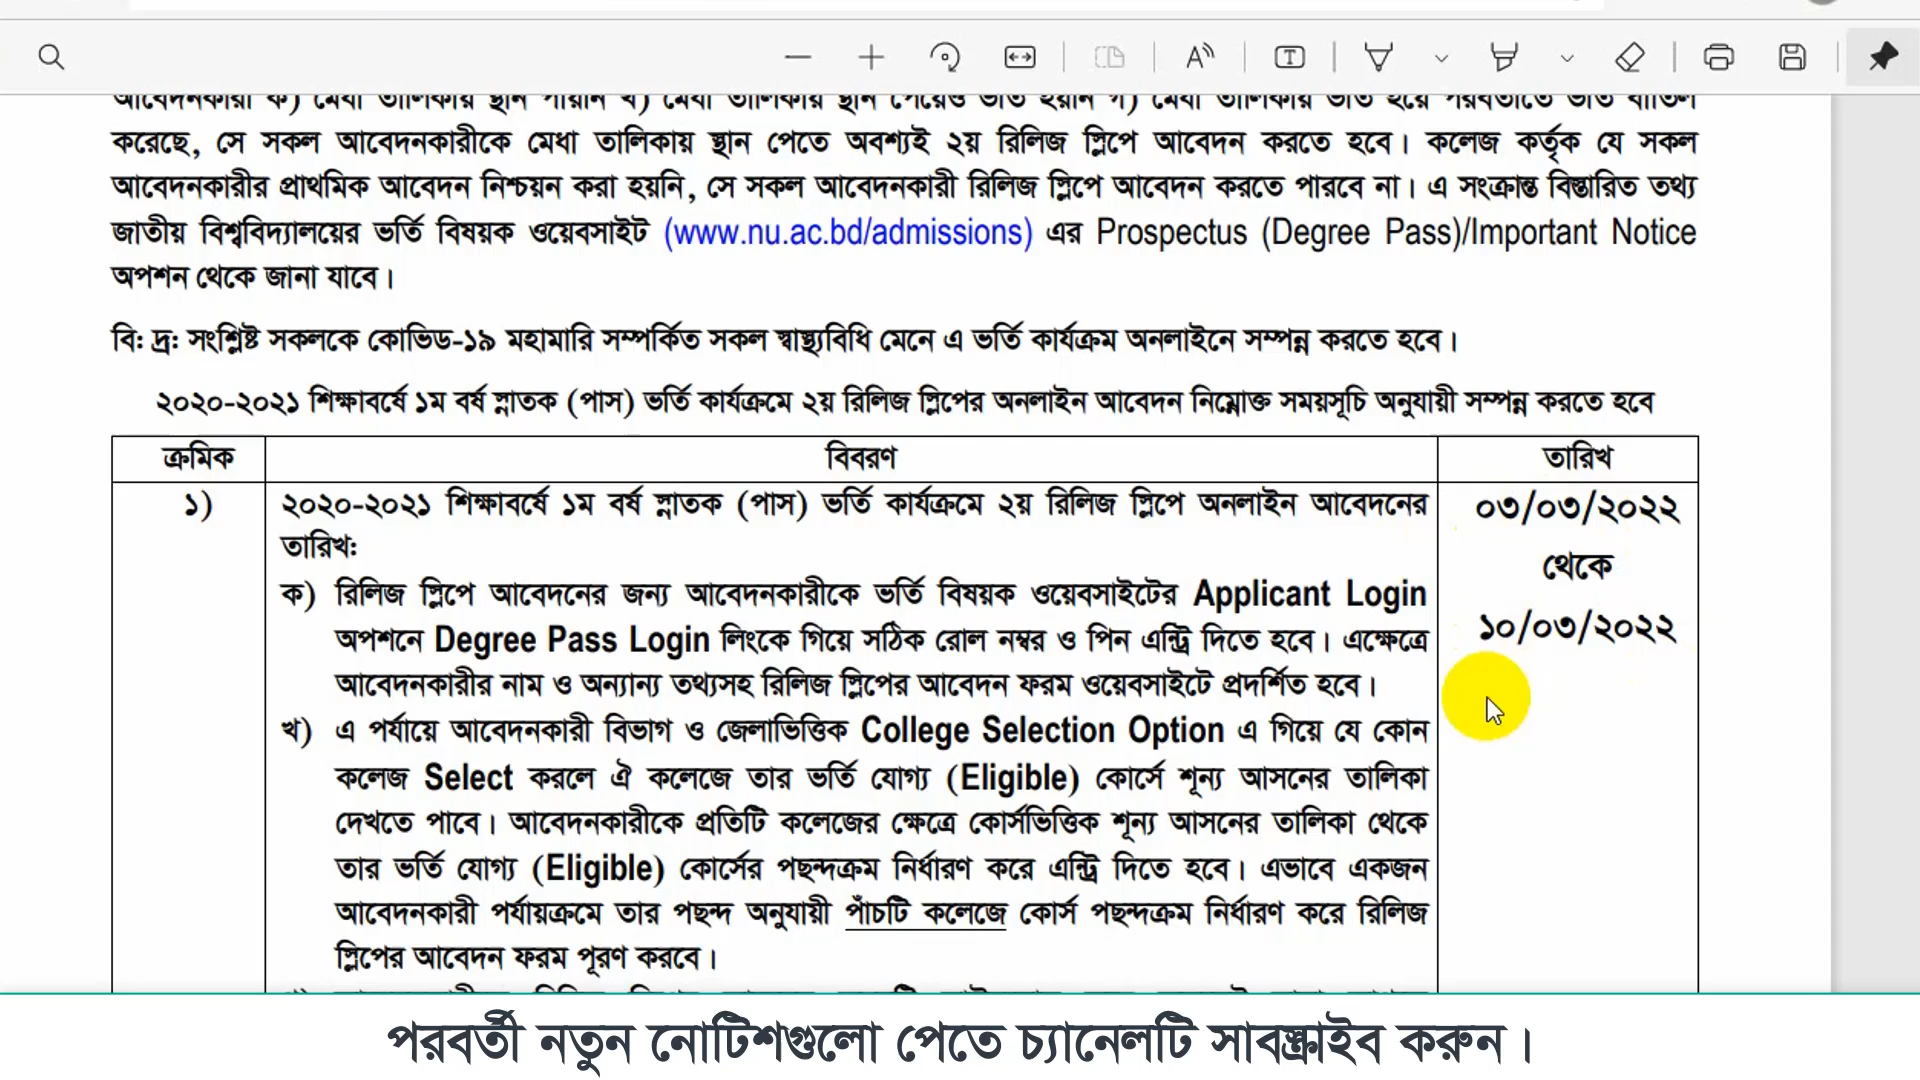 আবেদনকারী ক) মেধা তালিকায় স্থান পায়নি খ) মেধা তালিকায় স্থান পেয়েও ভর্তি হয়নি গ) মেধা তালিকায় ভর্তি হয়ে পরবর্তীতে ভর্তি বাতিল
করেছে, সে সকল আবেদনকারীকে মেধা তালিকায় স্থান পেতে অবশ্যই ২য় রিলিজ স্লিপে আবেদন করতে হবে। কলেজ কর্তৃক যে সকল
আবেদনকারীর প্রাথমিক আবেদন নিশ্চয়ন করা হয়নি, সে সকল আবেদনকারী রিলিজ স্লিপে আবেদন করতে পারবে না। এ সংক্রান্ত বিস্তারিত তথ্য
জাতীয় বিশ্ববিদ্যালয়ের ভর্তি বিষয়ক ওয়েবসাইট (www.nu.ac.bd/admissions) এর Prospectus (Degree Pass)/Important Notice
অপশন থেকে জানা যাবে।
বি: দ্র: সংশ্লিষ্ট সকলকে কোভিড-১৯ মহামারি সম্পর্কিত সকল স্বাস্থ্যবিধি মেনে এ ভর্তি কার্যক্রম অনলাইনে সম্পন্ন করতে হবে।
২০২০-২০২১ শিক্ষাবর্ষে ১ম বর্ষ স্নাতক (পাস) ভর্তি কার্যক্রমে ২য় রিলিজ স্লিপের অনলাইন আবেদন নিম্নোক্ত সময়সূচি অনুযায়ী সম্পন্ন করতে হবে
ক্রমিক বিবরণ তারিখ
১) ২০২০-২০২১ শিক্ষাবর্ষে ১ম বর্ষ স্নাতক (পাস) ভর্তি কার্যক্রমে ২য় রিলিজ স্লিপে অনলাইন আবেদনের
তারিখ:
ক) রিলিজ স্লিপে আবেদনের জন্য আবেদনকারীকে ভর্তি বিষয়ক ওয়েবসাইটের Applicant Login
অপশনে Degree Pass Login লিংকে গিয়ে সঠিক রোল নম্বর ও পিন এন্ট্রি দিতে হবে। এক্ষেত্রে
আবেদনকারীর নাম ও অন্যান্য তথ্যসহ রিলিজ স্লিপের আবেদন ফরম ওয়েবসাইটে প্রদর্শিত হবে।
খ) এ পর্যায়ে আবেদনকারী বিভাগ ও জেলাভিত্তিক College Selection Option এ গিয়ে যে কোন
কলেজ Select করলে ঐ কলেজে তার ভর্তি যোগ্য (Eligible) কোর্সে শূন্য আসনের তালিকা
দেখতে পাবে। আবেদনকারীকে প্রতিটি কলেজের ক্ষেত্রে কোর্সভিত্তিক শূন্য আসনের তালিকা থেকে
তার ভর্তি যোগ্য (Eligible) কোর্সের পছন্দক্রম নির্ধারণ করে এন্ট্রি দিতে হবে। এভাবে একজন
আবেদনকারী পর্যায়ক্রমে তার পছন্দ অনুযায়ী পাঁচটি কলেজে কোর্স পছন্দক্রম নির্ধারণ করে রিলিজ
স্লিপের আবেদন ফরম পূরণ করবে।
০৩/০৩/২০২২
থেকে
১০/০৩/২০২২
পরবর্তী নতুন নোটিশগুলো পেতে চ্যানেলটি সাবস্ক্রাইব করুন।